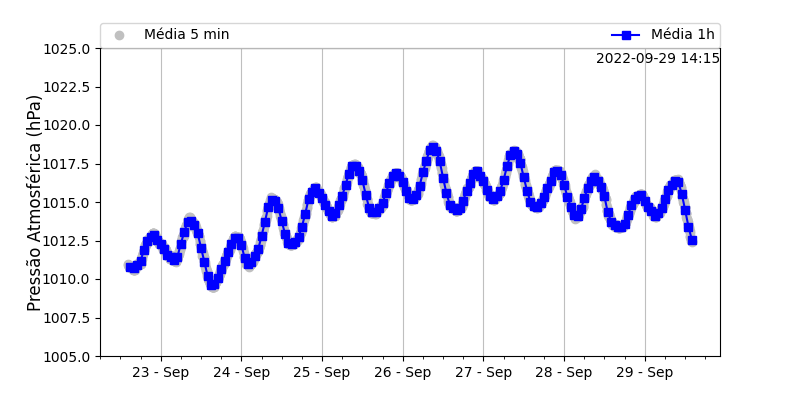 Média 5 min
Média 1h
2022-09-29 14:15
Pressão Atmosférica (hPa)
1025.0
1022.5
1020.0
1017.5
1015.0
1012.5
1010.0
1007.5
1005.0
23 - Sep
24 - Sep
25 - Sep
26 - Sep
27 - Sep
28 - Sep
29 - Sep